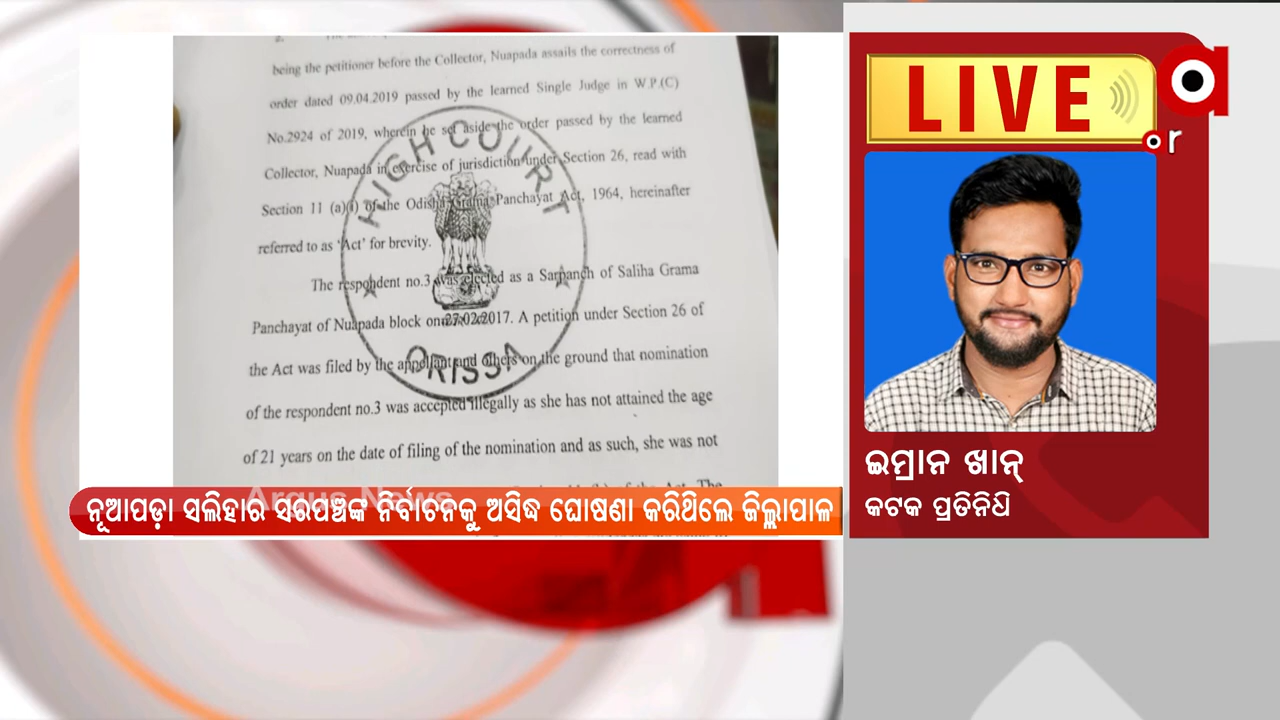 being the petitioner before the Collector, Nuapada assails the correctness of
order dated 09.04.2019 passed by the learned Single Judge in W.P.(C)
No.2924 of 2019, wherein he set aside the order passed by the learned
Collector, Nuapada in exercise of jurisdiction under Section 26, read with
Section 11 (a)(i) of the Odisha Grama Panchayat Act, 1964, hereinafter
referred to as 'Act' for brevity.
The respondent no.3 was elected as a Sarpanch of Saliha Grama
Panchayat of Nuapada block on 27.02.2017. A petition under Section 26 of
the Act was filed by the appellant and others on the ground that nomination
of the respondent no.3 was accepted illegally as she has not attained the age
of 21 years on the date of filing of the nomination and as such, she was not
HIGH COURT
ORISSA
Argus News
ନୂଆପଡ଼ା ସଲିହାର ସରପଞ୍ଚଙ୍କ ନିର୍ବାଚନକୁ ଅସିଦ୍ଧ ଘୋଷଣା କରିଥିଲେ ଜିଲ୍ଲାପାଳ
LIVE
a
or
ଇମ୍ରାନ ଖାନ୍
କଟକ ପ୍ରତିନିଧି